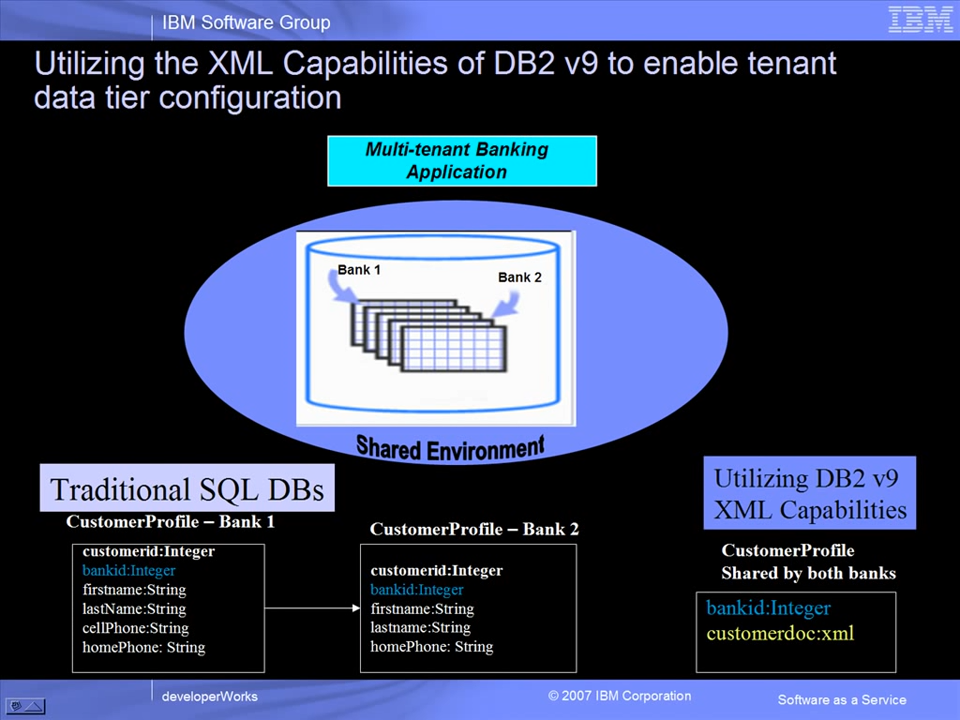 IBM Software Group
IBM
Utilizing the XML Capabilities of DB2 v9 to enable tenant
data tier configuration
Multi-tenant Banking
Application
Bank 1
Bank 2
Shared Environment
Traditional SQL DBs
CustomerProfile – Bank 1
customerid:Integer
bankid:Integer
firstname:String
lastName:String
cellPhone:String
homePhone: String
CustomerProfile – Bank 2
customerid:Integer
bankid:Integer
firstname:String
lastname:String
homePhone: String
Utilizing DB2 v9
XML Capabilities
CustomerProfile
Shared by both banks
bankid:Integer
customerdoc:xml
developerWorks
© 2007 IBM Corporation
Software as a Service